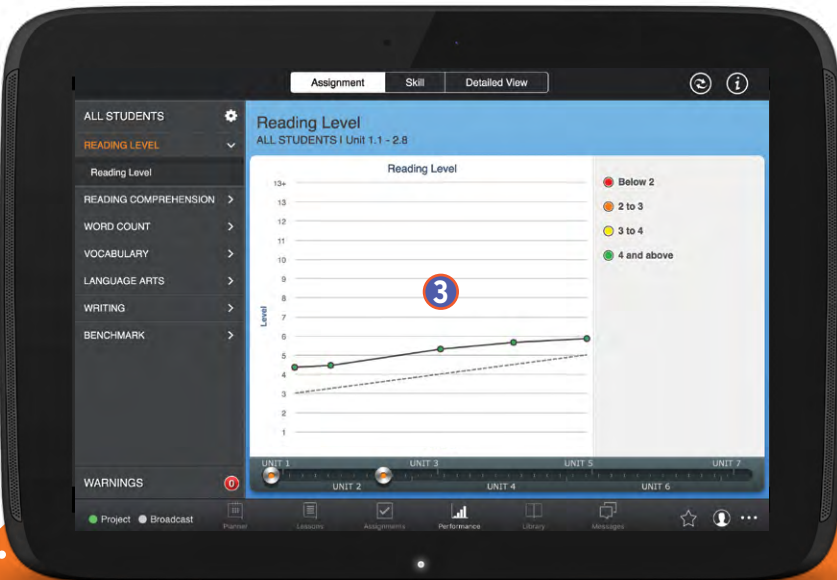 Assignment Skill Detailed View
ALL STUDENTS
READING LEVEL
Reading Level
READING COMPREHENSION
WORD COUNT
VOCABULARY
LANGUAGE ARTS
WRITING
BENCHMARK
WARNINGS 0
Reading Level
ALL STUDENTS I Unit 1.1 - 2.8
Reading Level
13+
13
12
11
10
9
8
7
6
5
4
3
2
1
Level
3
Below 2
2 to 3
3 to 4
4 and above
UNIT 1 UNIT 3 UNIT 5 UNIT 7
UNIT 2 UNIT 4 UNIT 6
Project Broadcast
Planner Lessons Assignments Performance Library Messages